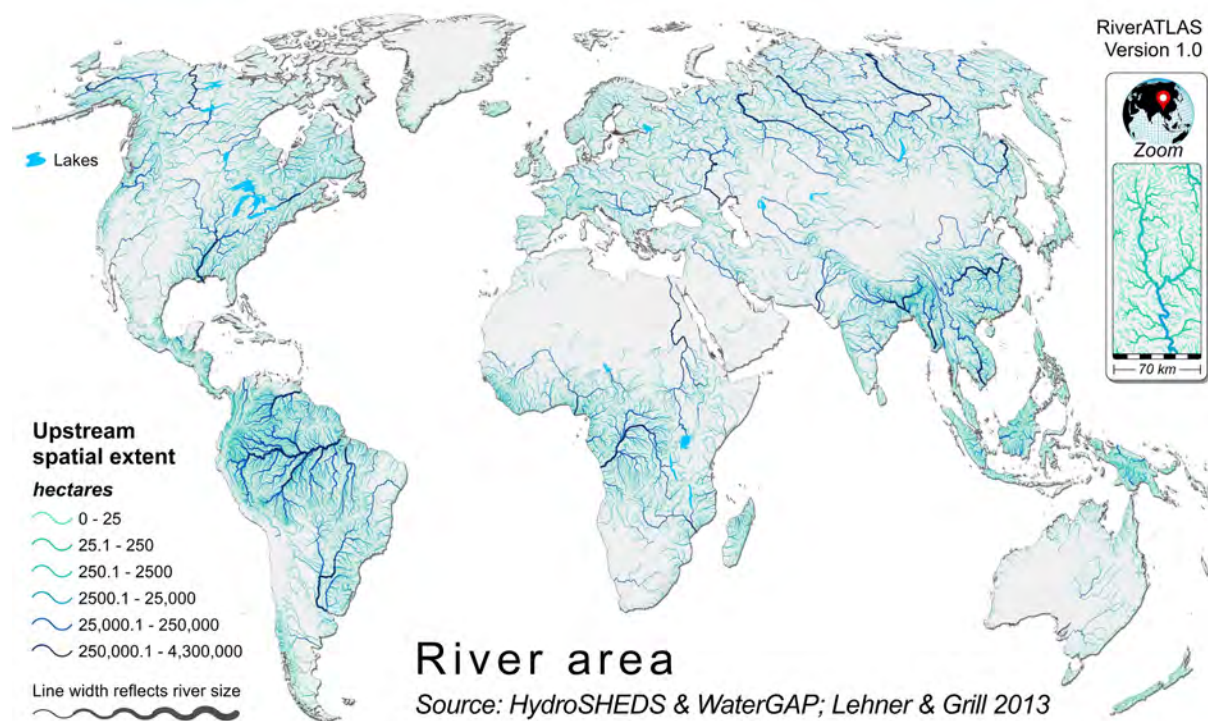 RiverATLAS
Version 1.0
Zoom
70 km
Lakes
Upstream
spatial extent
hectares
0 - 25
25.1 - 250
250.1 - 2500
2500.1 - 25,000
25,000.1 - 250,000
250,000.1 - 4,300,000
Line width reflects river size
River area
Source: HydroSHEDS & WaterGAP; Lehner & Grill 2013